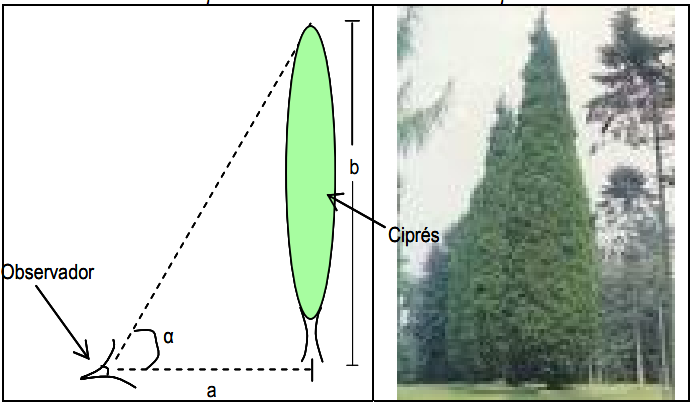 b
Ciprés
Observador
α
a